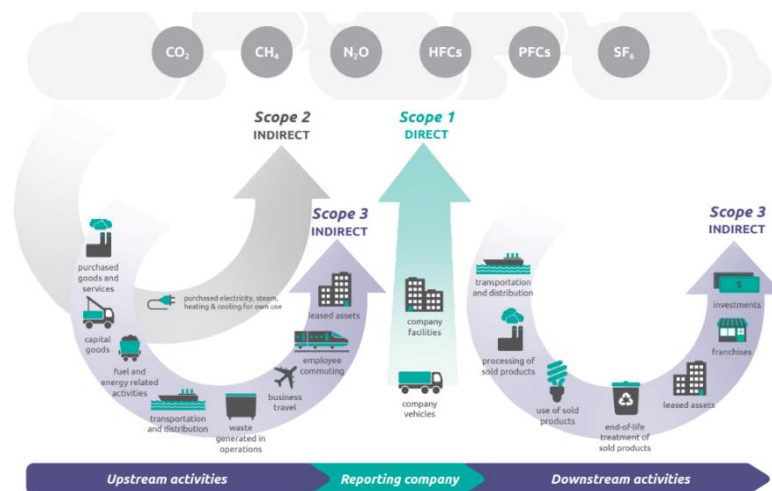 CO₂
CH₄
N₂O
HFCs
PFCs
SF₆
Scope 2
INDIRECT
Scope 1
DIRECT
Scope 3
INDIRECT
Scope 3
INDIRECT
purchased
goods and
services
capital
goods
fuel and
energy related
activities
transportation
and distribution
waste
generated in
operations
business
travel
employee
commuting
leased assets
purchased electricity, steam,
heating & cooling for own use
company
facilities
company
vehicles
transportation
and distribution
processing of
sold products
use of sold
products
end-of-life
treatment of
sold products
leased assets
franchises
$
investments
Upstream activities
Reporting company
Downstream activities